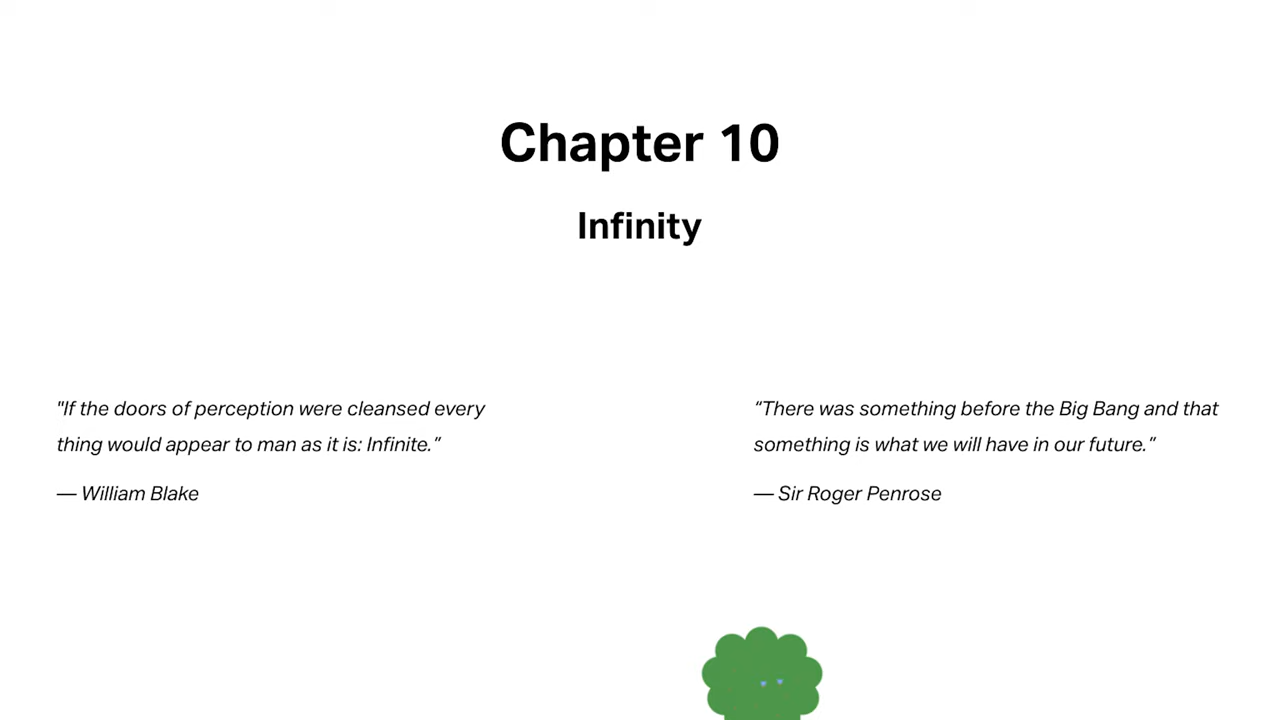 Chapter 10
Infinity
"If the doors of perception were cleansed every
thing would appear to man as it is: Infinite.”
— William Blake
“There was something before the Big Bang and that
something is what we will have in our future.”
— Sir Roger Penrose